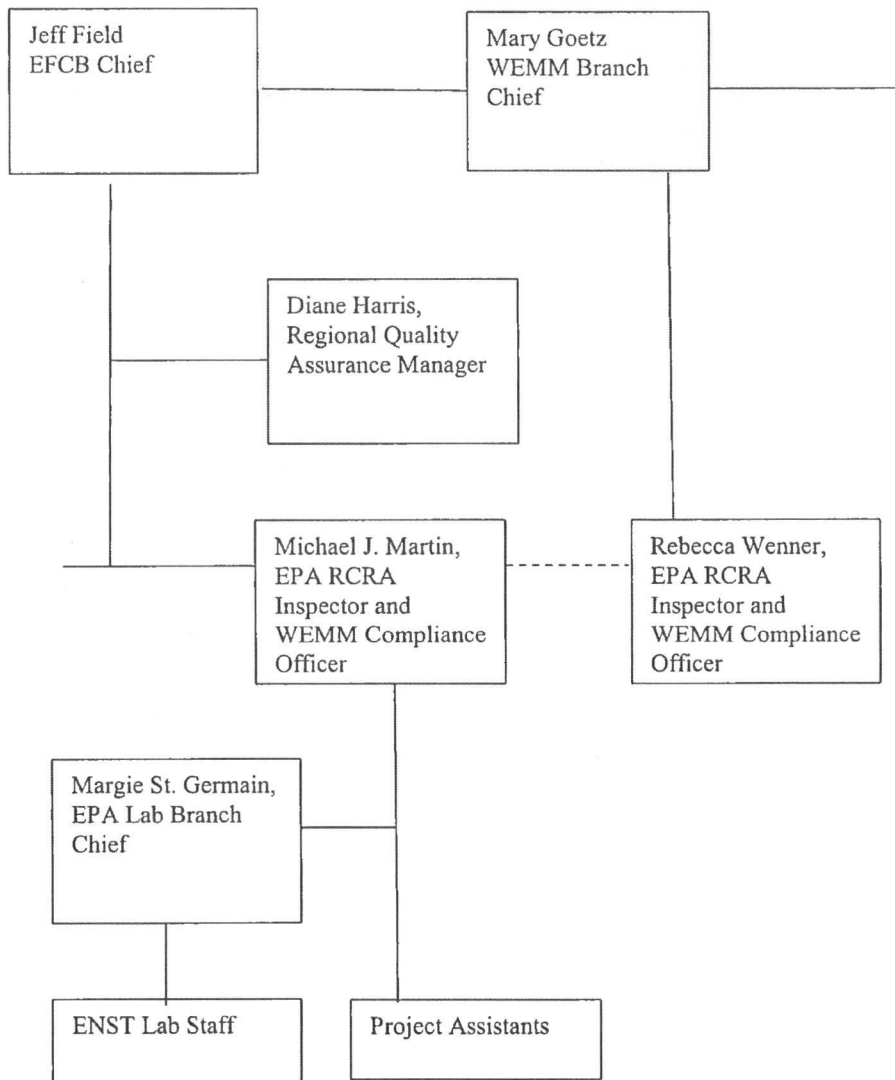 Jeff Field
EFCB Chief
Mary Goetz
WEMM Branch
Chief
Diane Harris,
Regional Quality
Assurance Manager
Michael J. Martin,
EPA RCRA
Inspector and
WEMM Compliance
Officer
Rebecca Wenner,
EPA RCRA
Inspector and
WEMM Compliance
Officer
Margie St. Germain,
EPA Lab Branch
Chief
ENST Lab Staff
Project Assistants